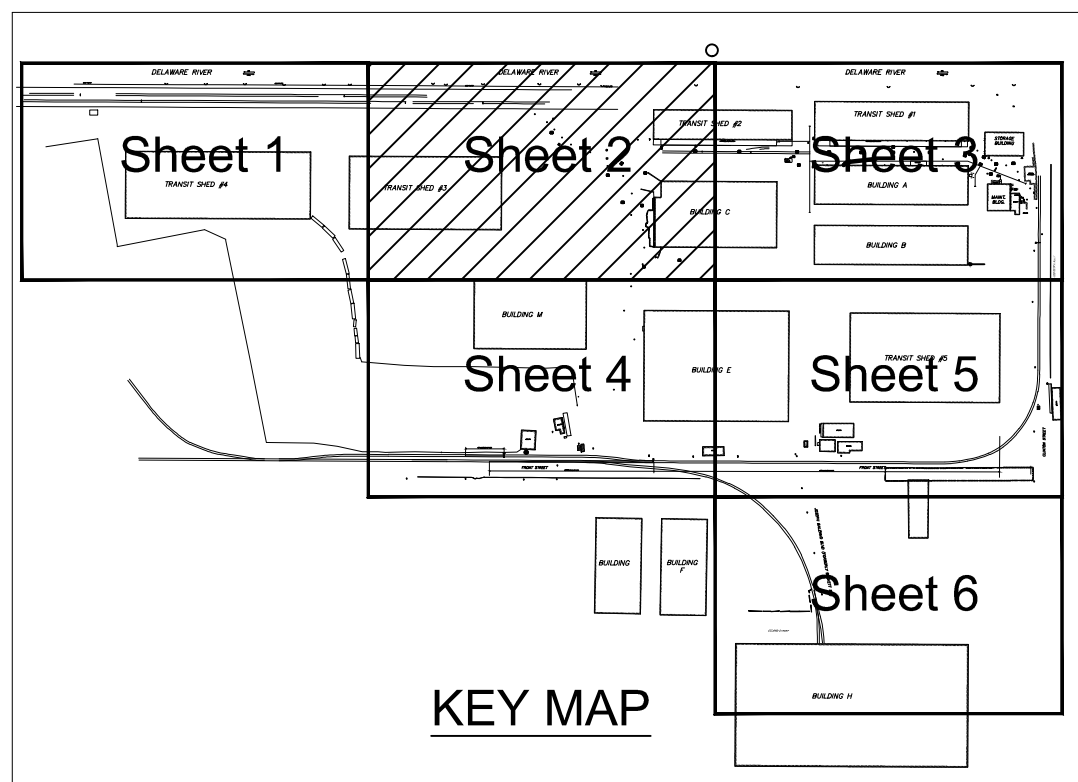 DELAWARE RIVER
DELAWARE RIVER
DELAWARE RIVER
TRANSIT SHED #1
TRANSIT SHED #2
STORAGE
BUILDING
Sheet 1
Sheet 2
Sheet 3
TRANSIT SHED #4
TRANSIT SHED #3
BUILDING A
MAINT.
BLDG.
BUILDING C
BUILDING B
BUILDING M
TRANSIT SHED #5
Sheet 4
Sheet 5
BUILDING E
CLINTON STREET
FRONT STREET
FRONT STREET
BUILDING
BUILDING
F
Sheet 6
BUILDING H
KEY MAP